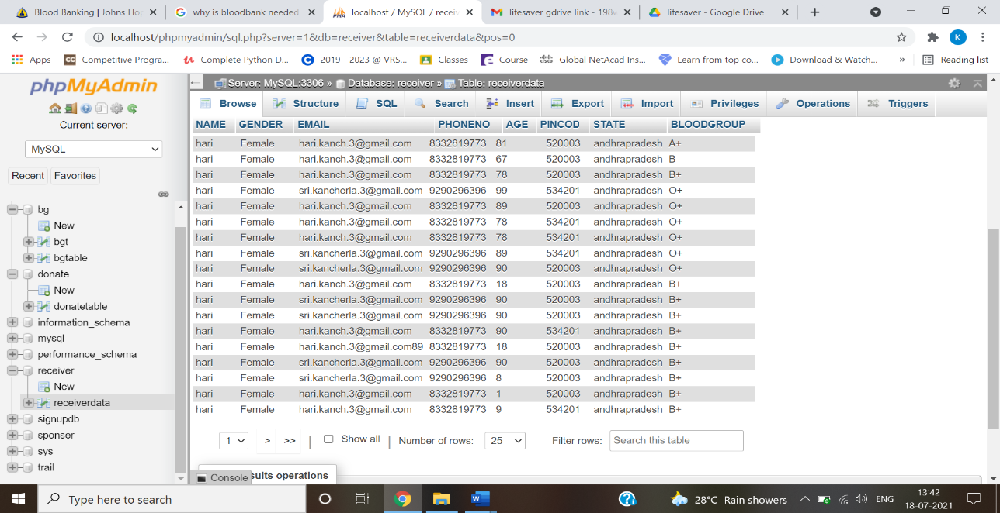 Blood Banking | Johns Ho
why is bloodbank needed
localhost / MySQL / receiv
lifesaver gdrive link - 198
lifesaver - Google Drive
localhost/phpmyadmin/sql.php?server=1&db=receiver&table=receiverdata&pos=0
K
Apps
CC Competitive Progra...
Complete Python D...
2019 - 2023 @ VRS...
Classes
Course
Global NetAcad Ins...
Learn from top co...
Download & Watch...
»
Reading list
phpMyAdmin
Current server:
MySQL
Recent Favorites
bg
New
bgt
bgtable
donate
New
donatetable
information_schema
mysql
performance_schema
receiver
New
receiverdata
signupdb
sponser
sys
trail
Server: MySQL:3306 » Database: receiver » Table: receiverdata
Browse Structure SQL Search Insert Export Import Privileges Operations Triggers
NAME GENDER EMAIL PHONENO AGE PINCOD STATE BLOODGROUP
hari Female hari.kanch.3@gmail.com 8332819773 81 520003 andhrapradesh A+
hari Female hari.kanch.3@gmail.com 8332819773 67 520003 andhrapradesh B-
hari Female hari.kanch.3@gmail.com 8332819773 78 520003 andhrapradesh B+
hari Female sri.kancherla.3@gmail.com 9290296396 99 534201 andhrapradesh O+
hari Female hari.kanch.3@gmail.com 8332819773 89 520003 andhrapradesh O+
hari Female hari.kanch.3@gmail.com 8332819773 78 534201 andhrapradesh O+
hari Female hari.kanch.3@gmail.com 8332819773 78 534201 andhrapradesh O+
hari Female sri.kancherla.3@gmail.com 9290296396 89 534201 andhrapradesh O+
hari Female sri.kancherla.3@gmail.com 9290296396 90 534201 andhrapradesh O+
hari Female hari.kanch.3@gmail.com 8332819773 18 520003 andhrapradesh B+
hari Female sri.kancherla.3@gmail.com 9290296396 90 520003 andhrapradesh B+
hari Female sri.kancherla.3@gmail.com 9290296396 90 520003 andhrapradesh B+
hari Female hari.kanch.3@gmail.com 8332819773 90 534201 andhrapradesh B+
hari Female hari.kanch.3@gmail.com89 8332819773 18 520003 andhrapradesh B+
hari Female sri.kancherla.3@gmail.com 9290296396 90 520003 andhrapradesh B+
hari Female sri.kancherla.3@gmail.com 9290296396 8 520003 andhrapradesh B+
hari Female hari.kanch.3@gmail.com 8332819773 1 520003 andhrapradesh B+
hari Female hari.kanch.3@gmail.com 8332819773 9 534201 andhrapradesh B+
1 > >> | Show all | Number of rows: 25 Filter rows: Search this table
Console sults operations
Type here to search
28°C Rain showers
ENG
13:42
18-07-2021